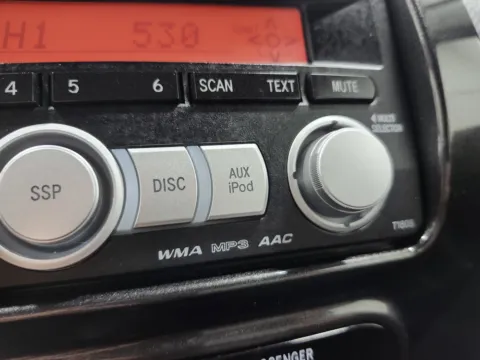 H1 530
4 5 6 SCAN TEXT MUTE
SSP DISC AUX
iPod
WMA MP3 AAC